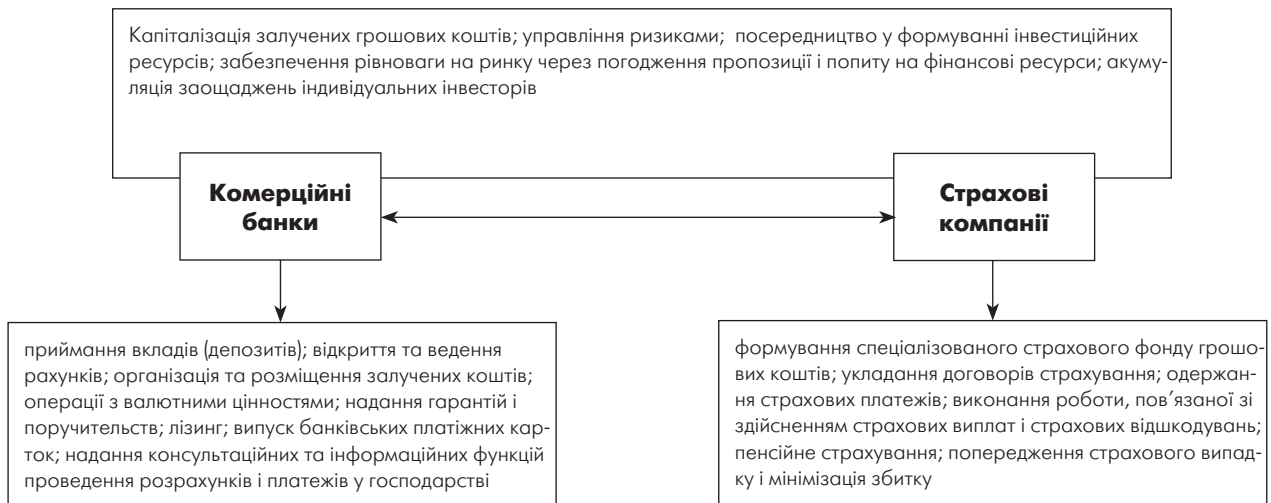 Капіталізація залучених грошових коштів; управління ризиками; посередництво у формуванні інвестиційних
ресурсів; забезпечення рівноваги на ринку через погодження пропозиції і попиту на фінансові ресурси; акуму-
ляція заощаджень індивідуальних інвесторів
Комерційні
банки
Страхові
компанії
приймання вкладів (депозитів); відкриття та ведення
рахунків; організація та розміщення залучених коштів;
операції з валютними цінностями; надання гарантій і
поручительств; лізинг; випуск банківських платіжних кар-
ток; надання консультаційних та інформаційних функцій
проведення розрахунків і платежів у господарстві
формування спеціалізованого страхового фонду грошо-
вих коштів; укладання договорів страхування; одержан-
ня страхових платежів; виконання роботи, пов’язаної зі
здійсненням страхових виплат і страхових відшкодувань;
пенсійне страхування; попередження страхового випад-
ку і мінімізація збитку